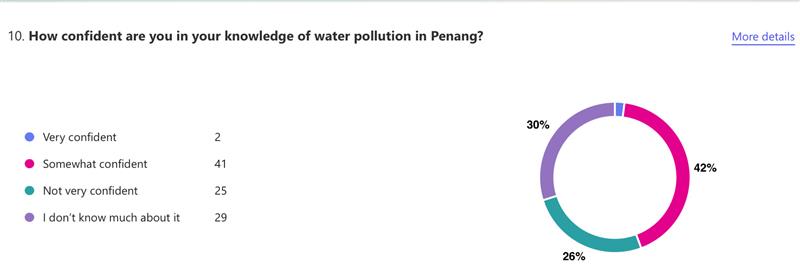 10. How confident are you in your knowledge of water pollution in Penang?
More details
Very confident 2
Somewhat confident 41
Not very confident 25
I don't know much about it 29
30%
42%
26%